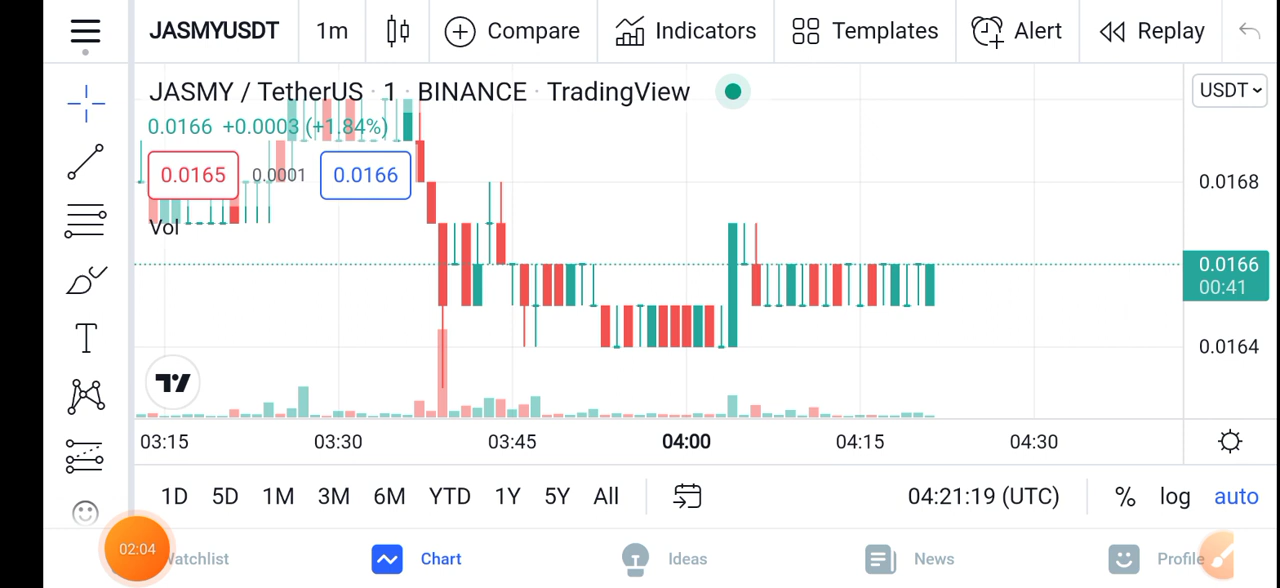 JASMYUSDT 1m Compare Indicators Templates Alert Replay
JASMY / TetherUS · 1 · BINANCE · TradingView
USDT
0.0166 +0.0003 (+1.84%)
0.0165 0.0001 0.0166
Vol
0.0168
0.0166
00:41
0.0164
03:15 03:30 03:45 04:00 04:15 04:30
1D 5D 1M 3M 6M YTD 1Y 5Y All 04:21:19 (UTC) % log auto
02:04 Chart Ideas News Profile